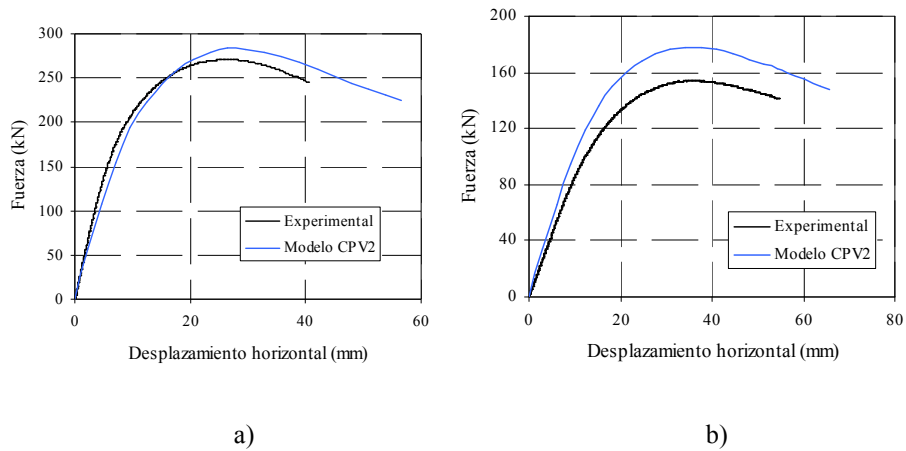 300
250
200
150
100
50
0
Fuerza (kN)
Experimental
Modelo CPV2
0 20 40 60
Desplazamiento horizontal (mm)
a)
200
160
120
80
40
0
Fuerza (kN)
Experimental
Modelo CPV2
0 20 40 60 80
Desplazamiento horizontal (mm)
b)